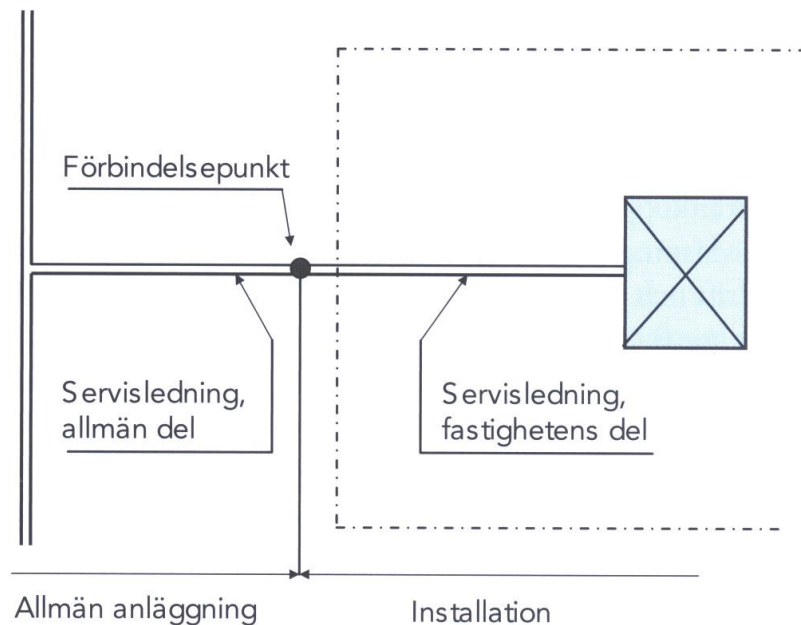 Förbindelsepunkt
Servisledning,
allmän del
Servisledning,
fastighetens del
Allmän anläggning
Installation